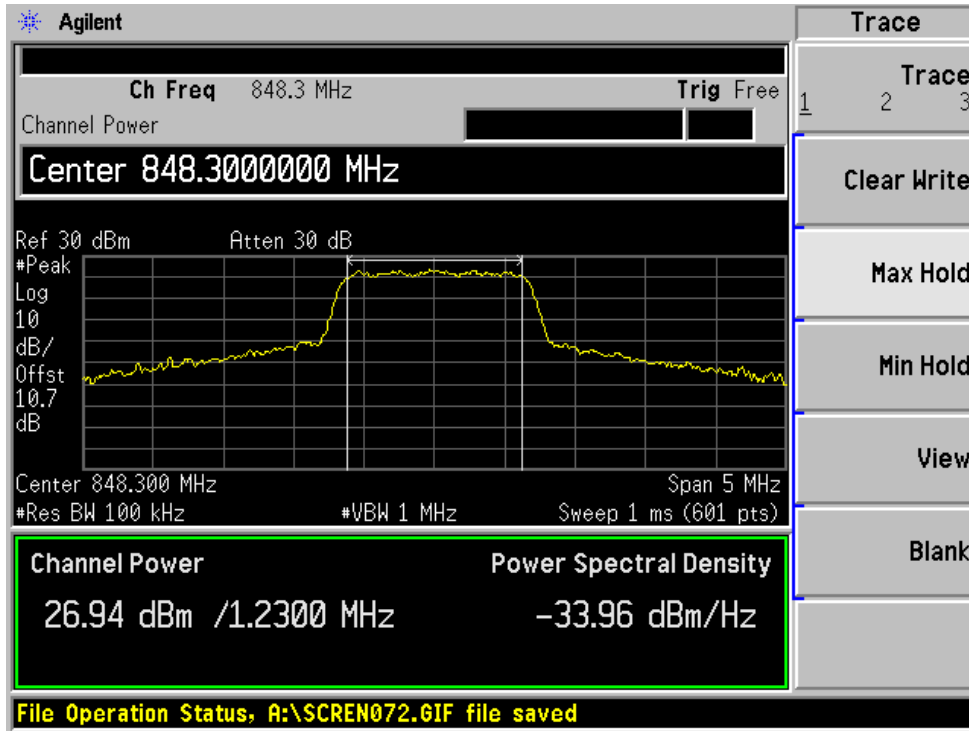 Agilent
Trace
Ch Freq 848.3 MHz Trig Free
Channel Power
Center 848.3000000 MHz
Ref 30 dBm Atten 30 dB
#Peak
Log
10
dB/
Offst
10.7
dB
Center 848.300 MHz Span 5 MHz
#Res BW 100 kHz #VBW 1 MHz Sweep 1 ms (601 pts)
Channel Power Power Spectral Density
26.94 dBm /1.2300 MHz -33.96 dBm/Hz
File Operation Status, A:\SCREN072.GIF file saved
Trace
1 2 3
Clear Write
Max Hold
Min Hold
View
Blank